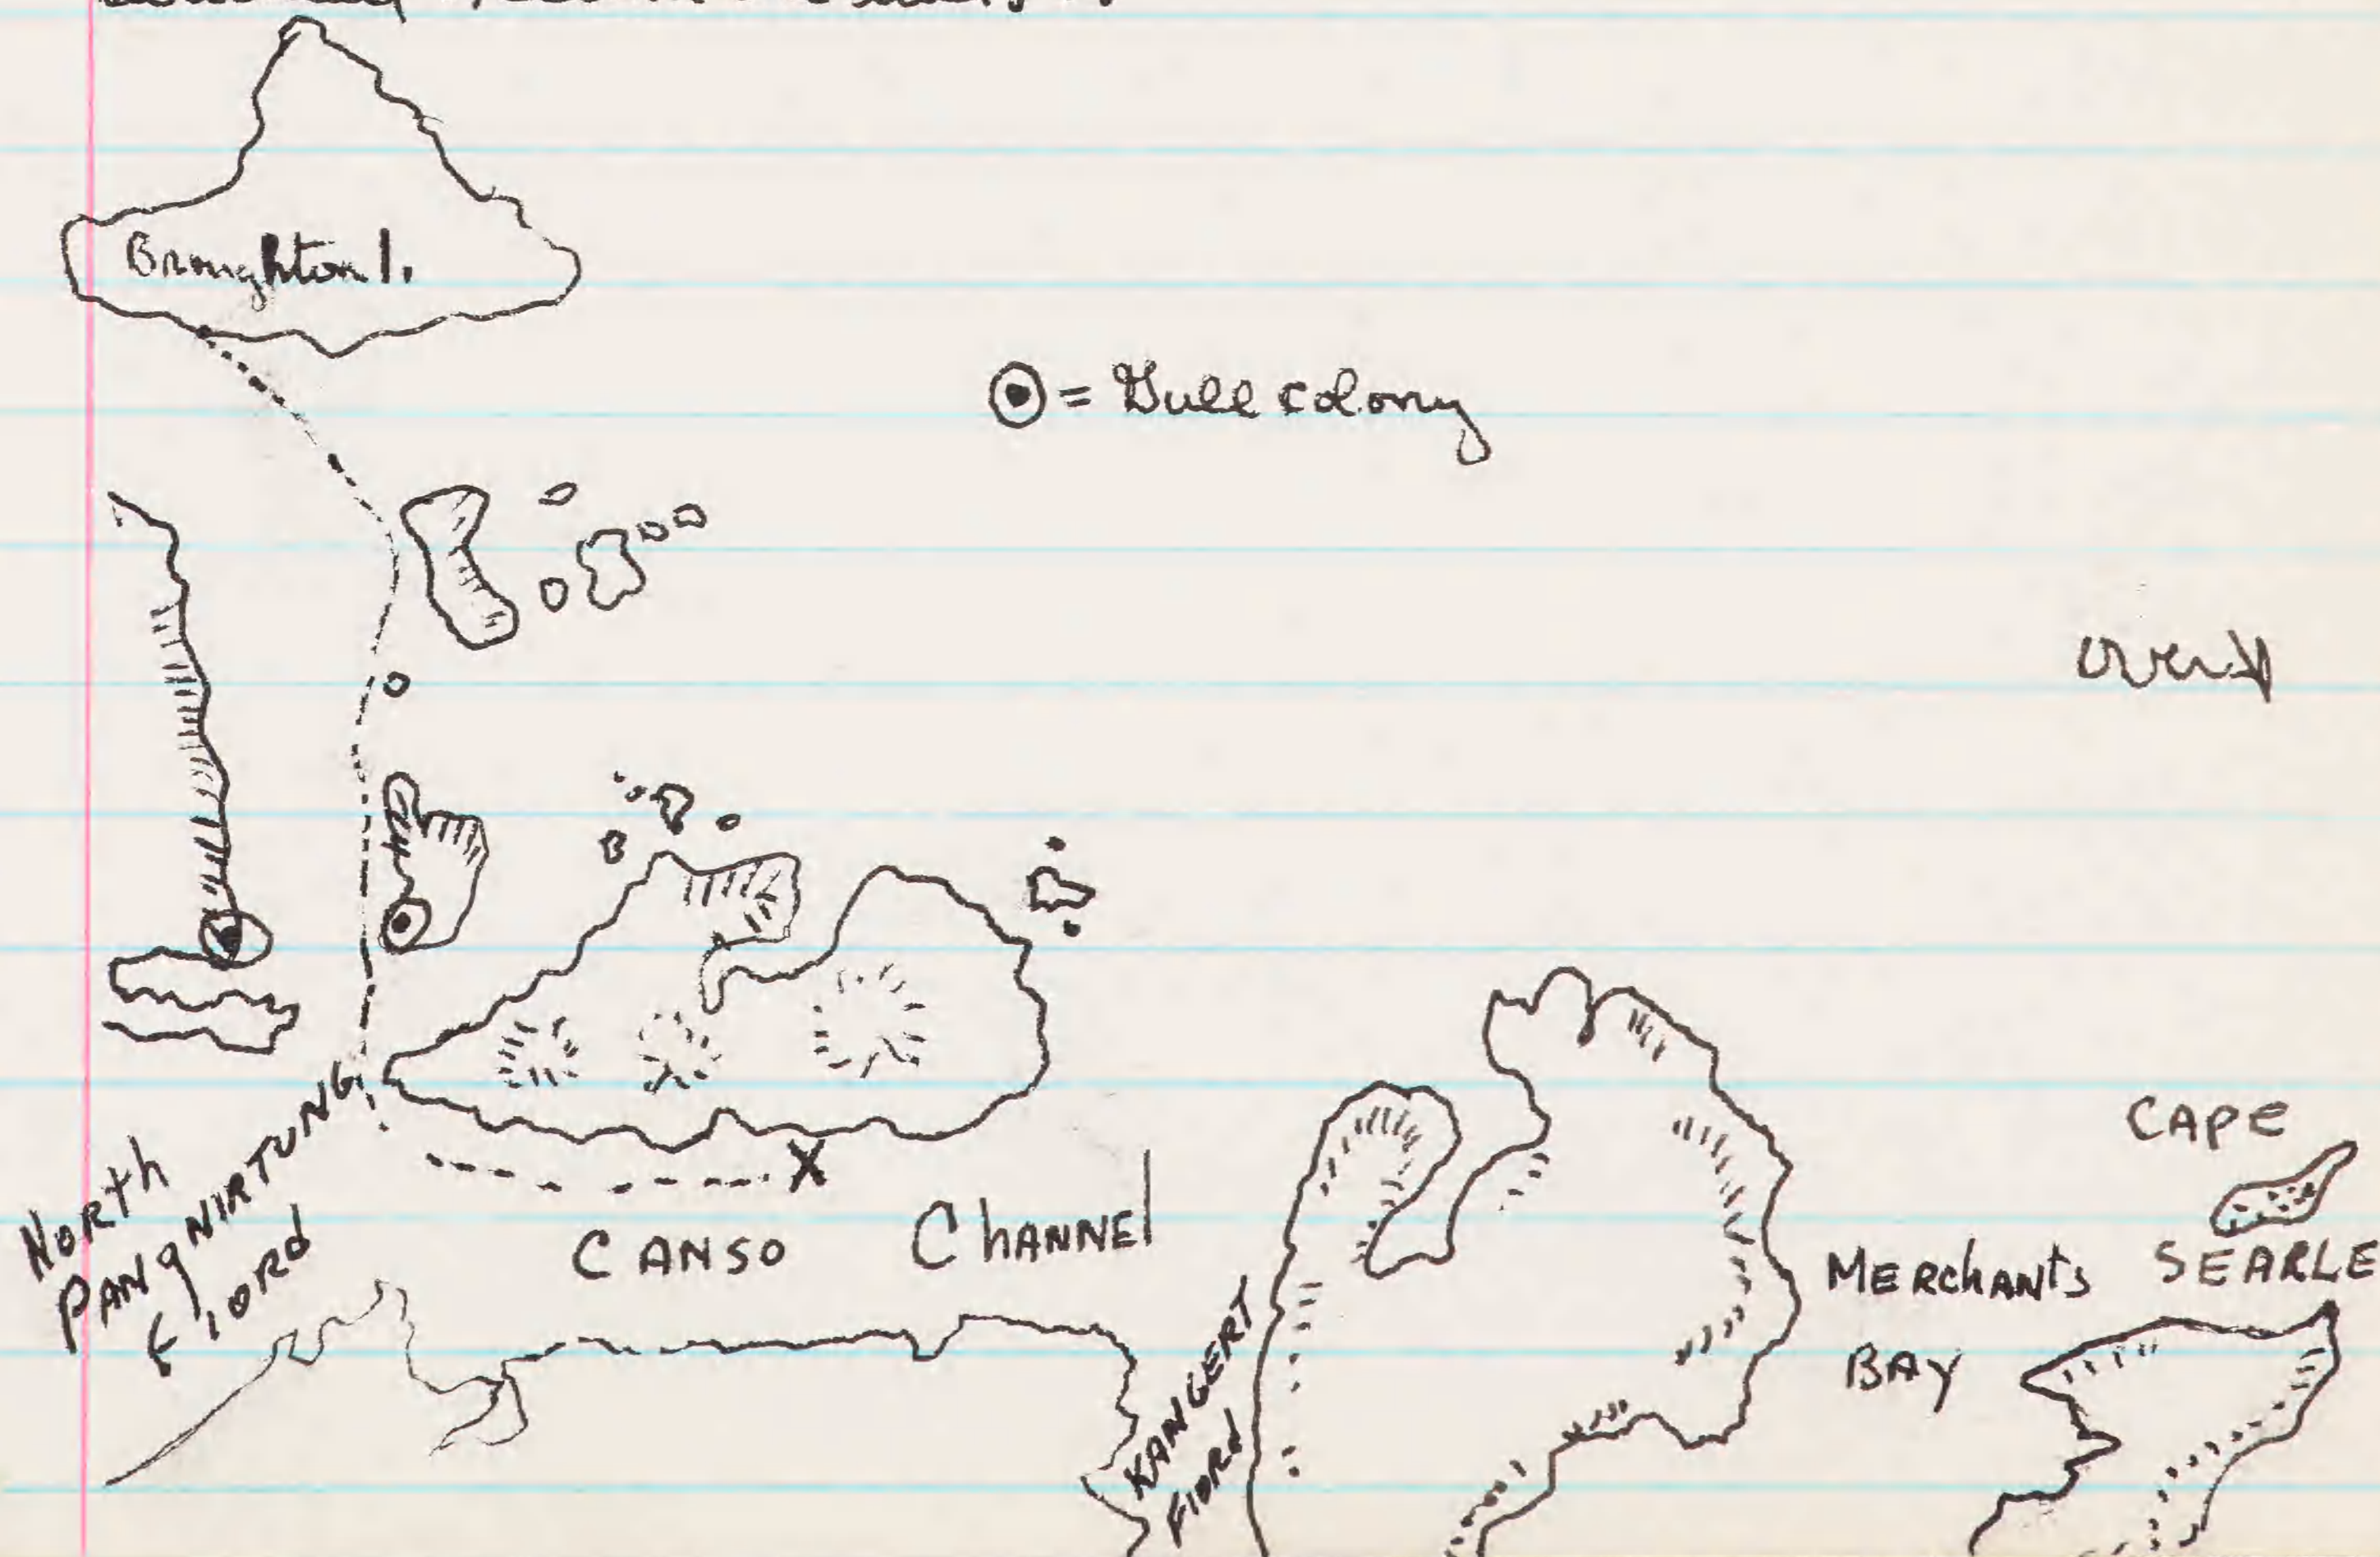 Broughton I.
⊙ = Gull colony
over
X
North
PANGNIRTUNG
FIORD
CANSO CHANNEL
KANGERT
FIORD
MERCHANTS
BAY
CAPE
SEARLE